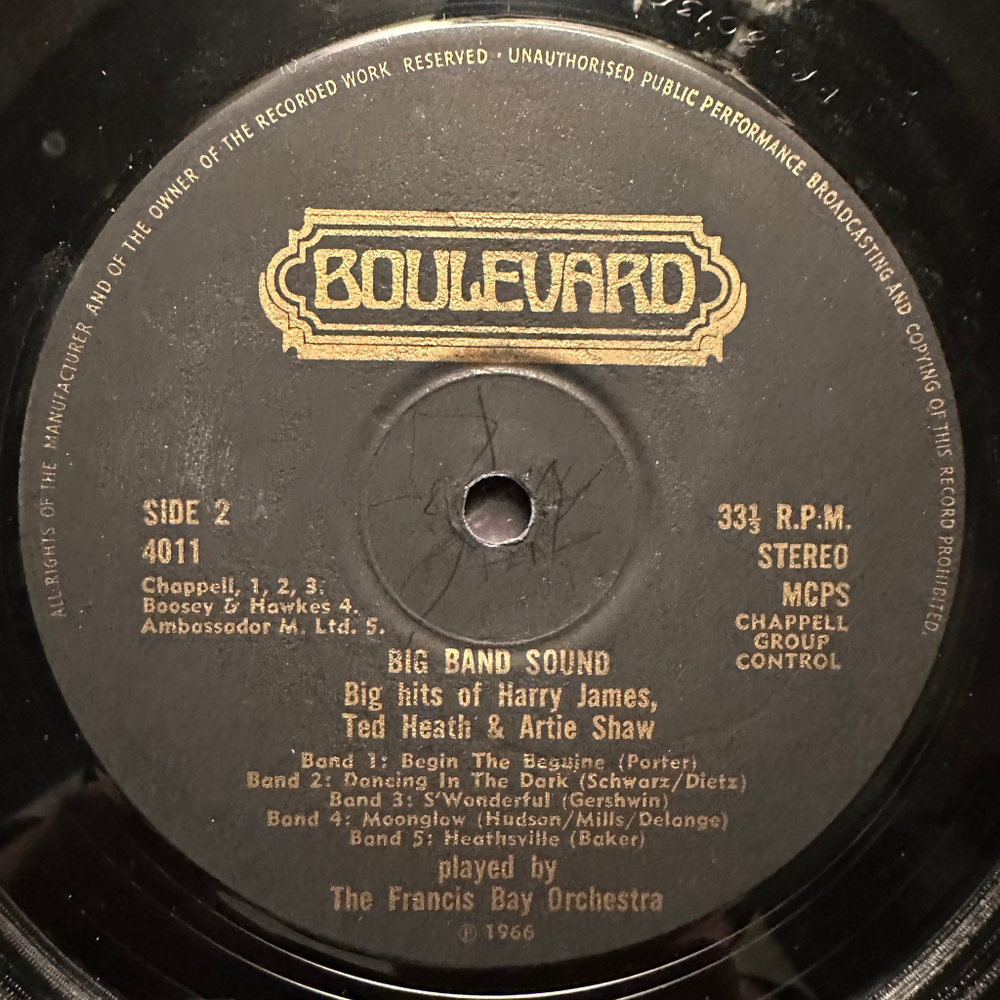 ALL RIGHTS OF THE MANUFACTURER AND OF THE OWNER OF THE RECORDED WORK RESERVED · UNAUTHORISED PUBLIC PERFORMANCE BROADCASTING AND COPYING OF THIS RECORD PROHIBITED.
BOULEVARD
SIDE 2
4011
Chappell, 1, 2, 3.
Boosey & Hawkes 4.
Ambassador M. Ltd. 5.
33⅓ R.P.M.
STEREO
MCPS
CHAPPELL
GROUP
CONTROL
BIG BAND SOUND
Big hits of Harry James,
Ted Heath & Artie Shaw
Band 1: Begin The Beguine (Porter)
Band 2: Dancing In The Dark (Schwarz/Dietz)
Band 3: S'Wonderful (Gershwin)
Band 4: Moonglow (Hudson/Mills/Delange)
Band 5: Heathsville (Baker)
played by
The Francis Bay Orchestra
℗ 1966